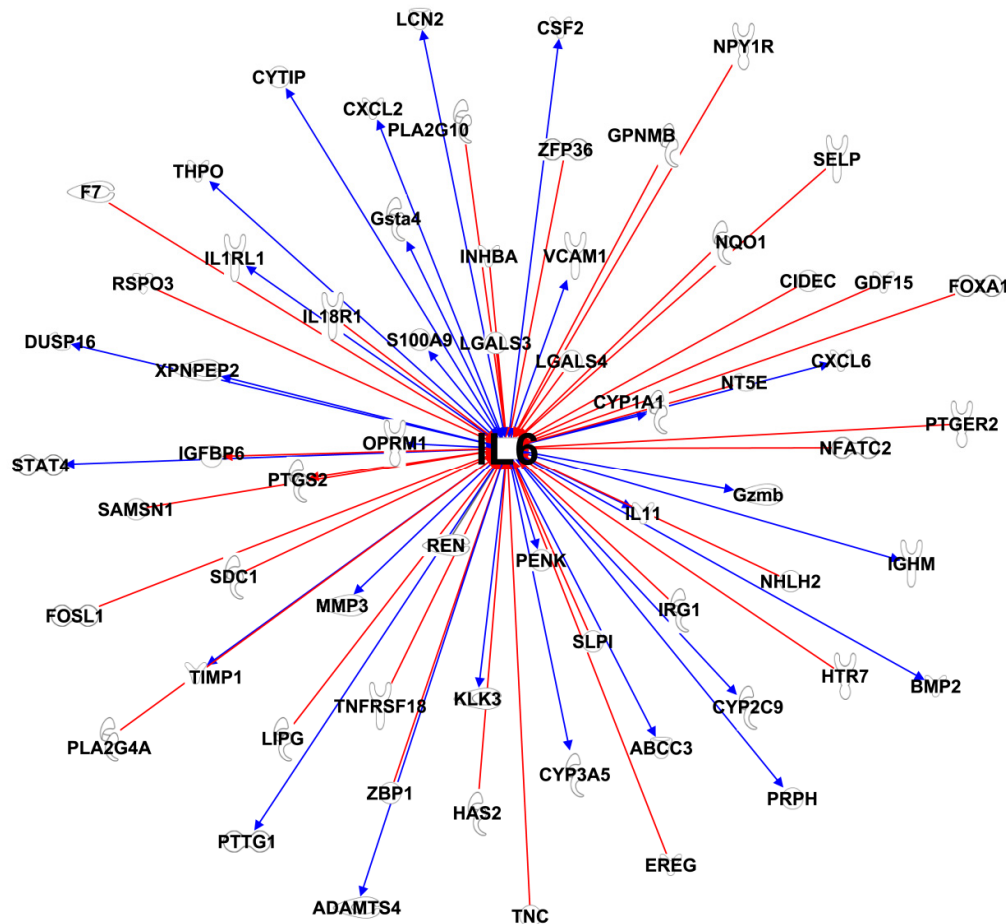 LCN2
CSF2
NPY1R
CYTIP
CXCL2
PLA2G10
GPNMB
ZFP36
SELP
THPO
F7
Gsta4
NQO1
IL1RL1
INHBA
VCAM1
RSPO3
CIDEC
GDF15
FOXA1
IL18R1
DUSP16
S100A9
LGALS3
LGALS4
CXCL6
XPNPEP2
NT5E
CYP1A1
PTGER2
OPRM1
IL6
NFATC2
STAT4
IGFBP6
PTGS2
Gzmb
SAMSN1
IL11
REN
PENK
IGHM
SDC1
NHLH2
MMP3
IRG1
FOSL1
SLPI
TIMP1
HTR7
BMP2
TNFRSF18
KLK3
CYP2C9
PLA2G4A
LIPG
ABCC3
CYP3A5
ZBP1
HAS2
PRPH
PTTG1
EREG
ADAMTS4
TNC